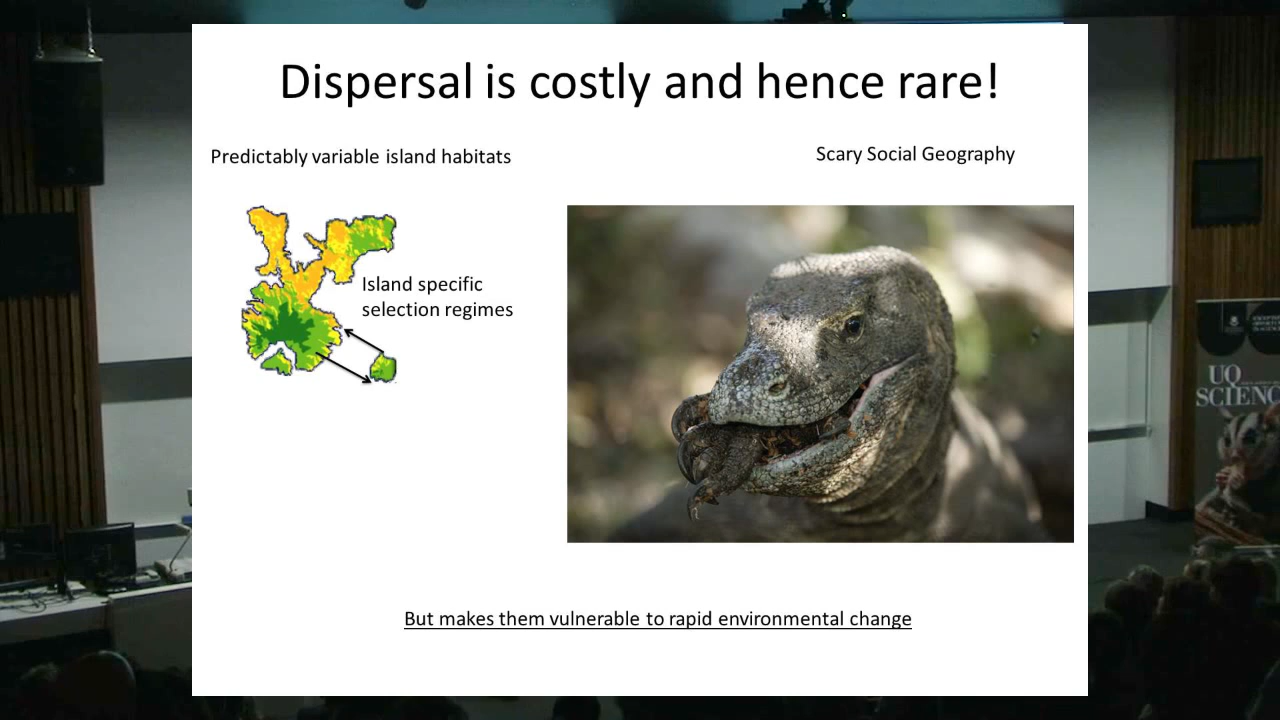 Dispersal is costly and hence rare!
Predictably variable island habitats
Scary Social Geography
Island specific
selection regimes
But makes them vulnerable to rapid environmental change
UQ
SCIENC